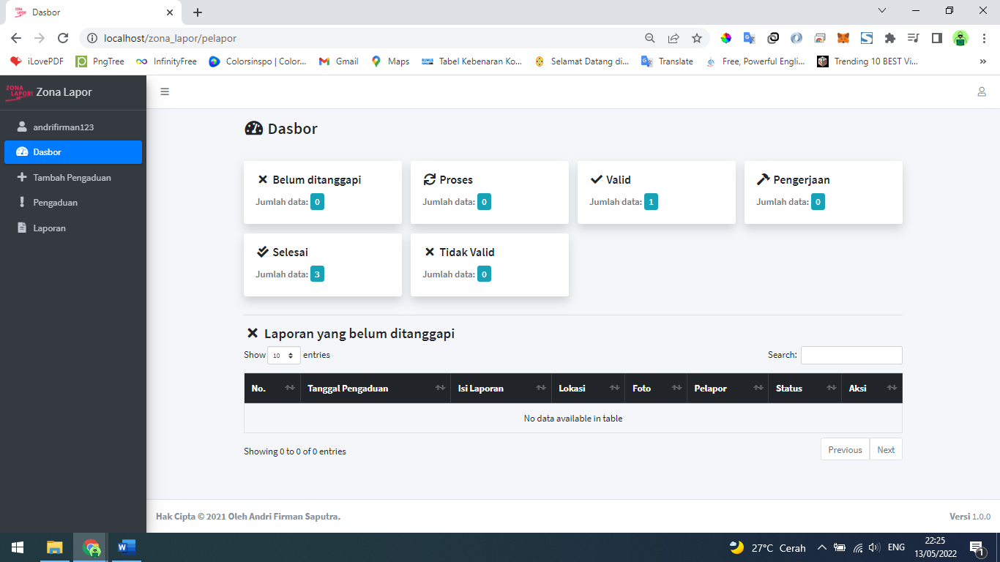 Dasbor
localhost/zona_lapor/pelapor
iLovePDF PngTree InfinityFree Colorsinspo | Color... Gmail Maps Tabel Kebenaran Ko... Selamat Datang di... Translate Free, Powerful Engli... Trending 10 BEST Vi... »
ZONA LAPOR! Zona Lapor
andrifirman123
Dasbor
Tambah Pengaduan
Pengaduan
Laporan
Dasbor
Belum ditanggapi
Jumlah data: 0
Proses
Jumlah data: 0
Valid
Jumlah data: 1
Pengerjaan
Jumlah data: 0
Selesai
Jumlah data: 3
Tidak Valid
Jumlah data: 0
Laporan yang belum ditanggapi
Show 10 entries Search:
No. Tanggal Pengaduan Isi Laporan Lokasi Foto Pelapor Status Aksi
No data available in table
Showing 0 to 0 of 0 entries Previous Next
Hak Cipta © 2021 Oleh Andri Firman Saputra. Versi 1.0.0
27°C Cerah ENG 22:25
13/05/2022 1